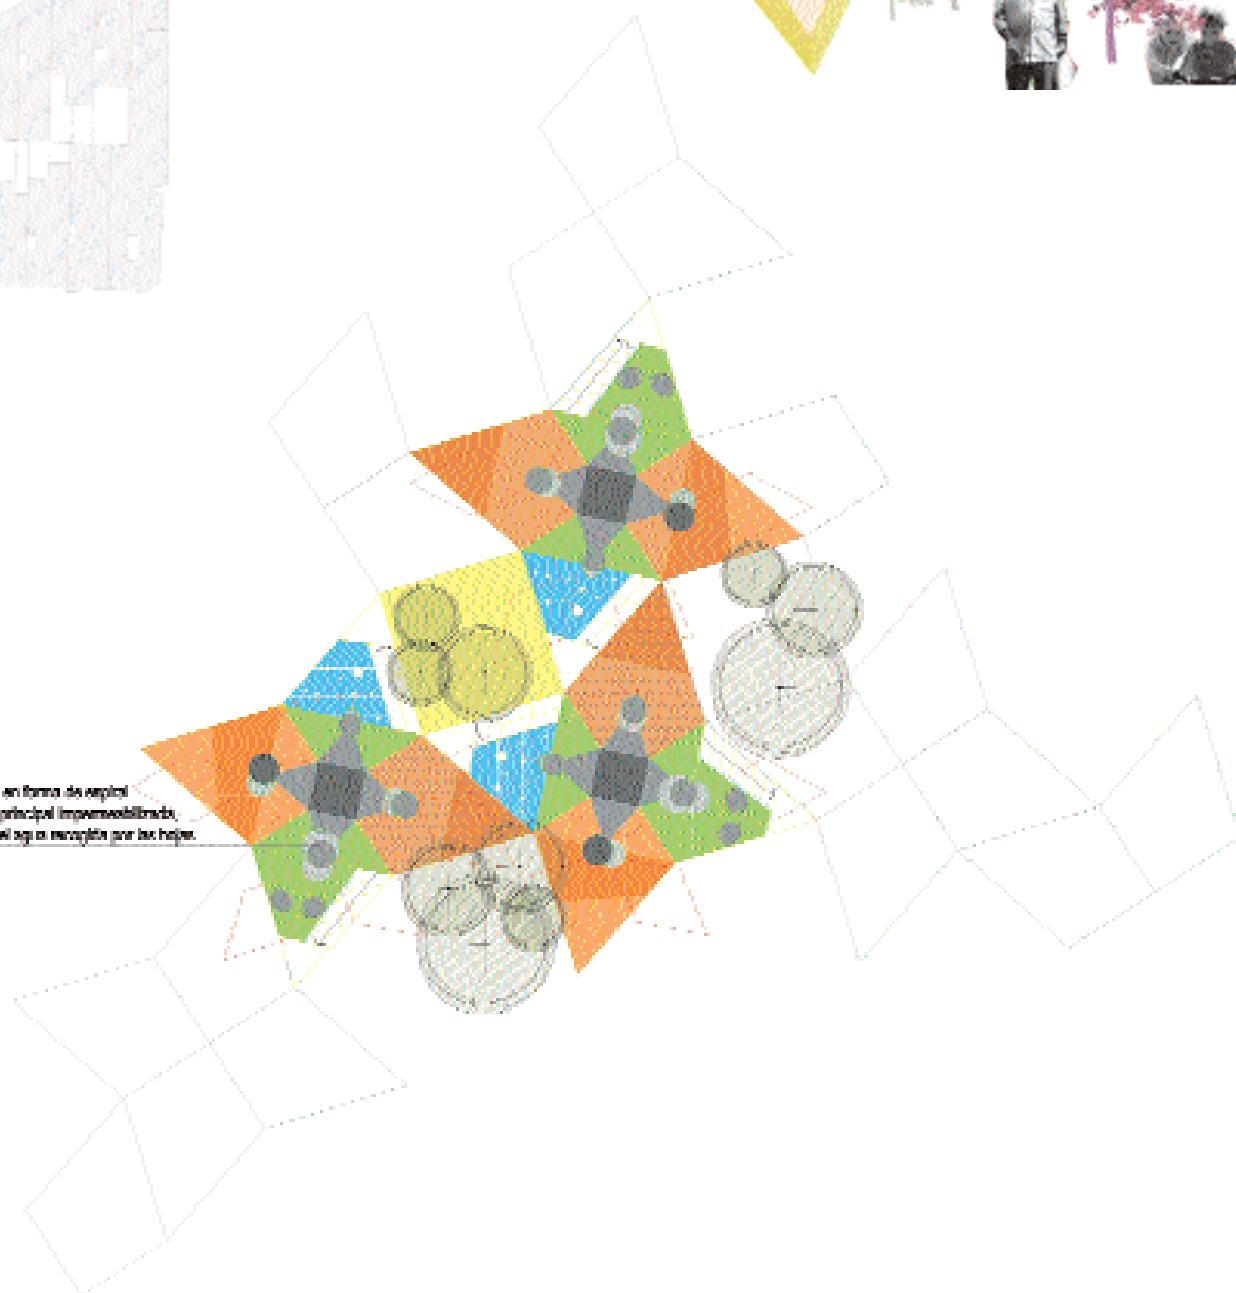 en forma de espiral
principal impermeabilizada,
el agua recogida por las hojas.